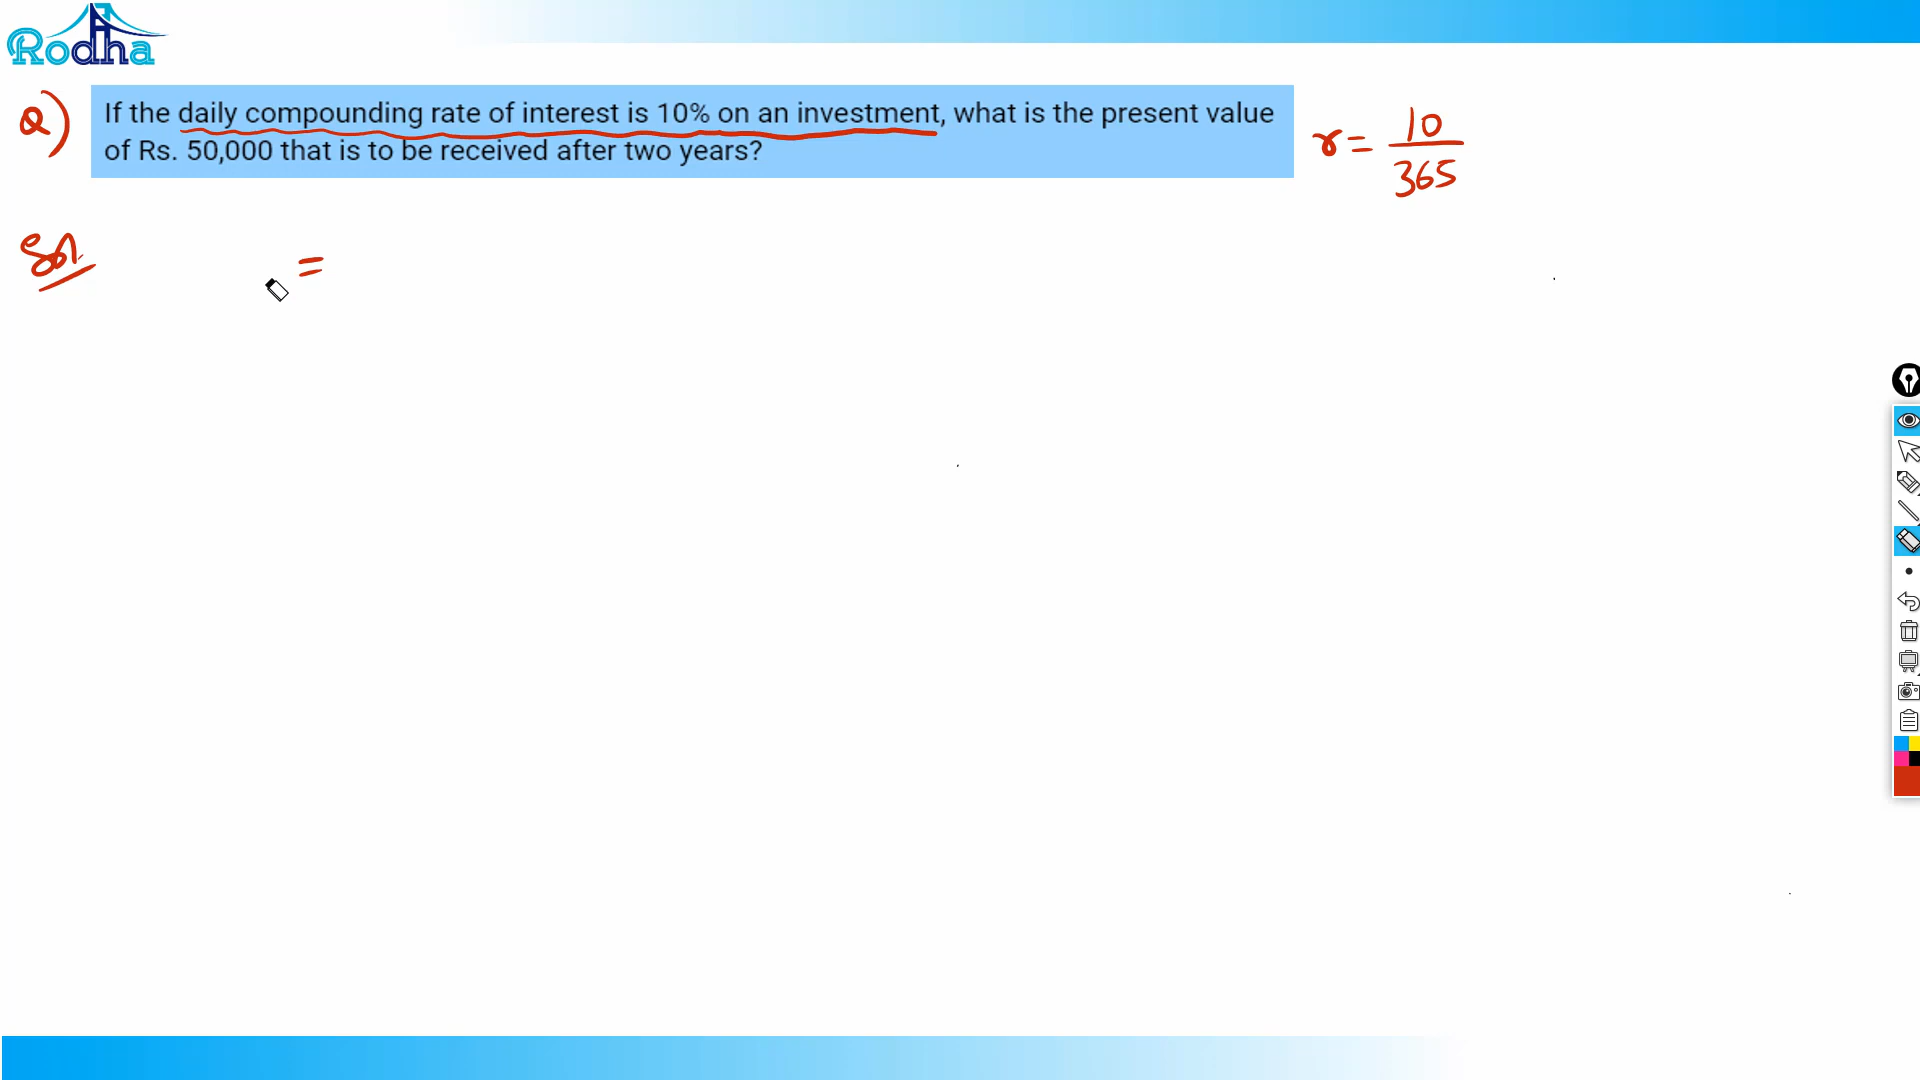 Rodha
Q) If the daily compounding rate of interest is 10% on an investment, what is the present value
of Rs. 50,000 that is to be received after two years?
r = 10/365
Sol.
=